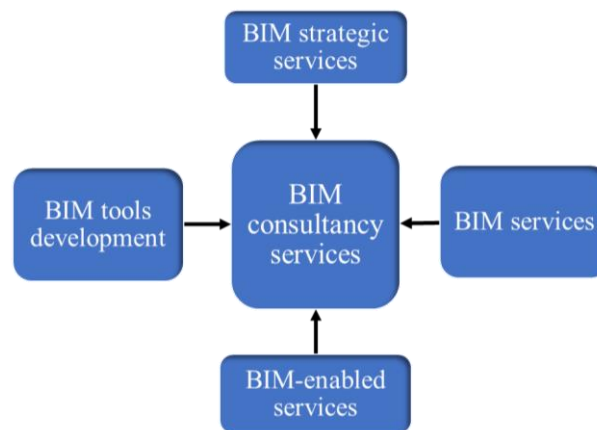 BIM strategic
services
BIM tools
development
BIM
consultancy
services
BIM services
BIM-enabled
services